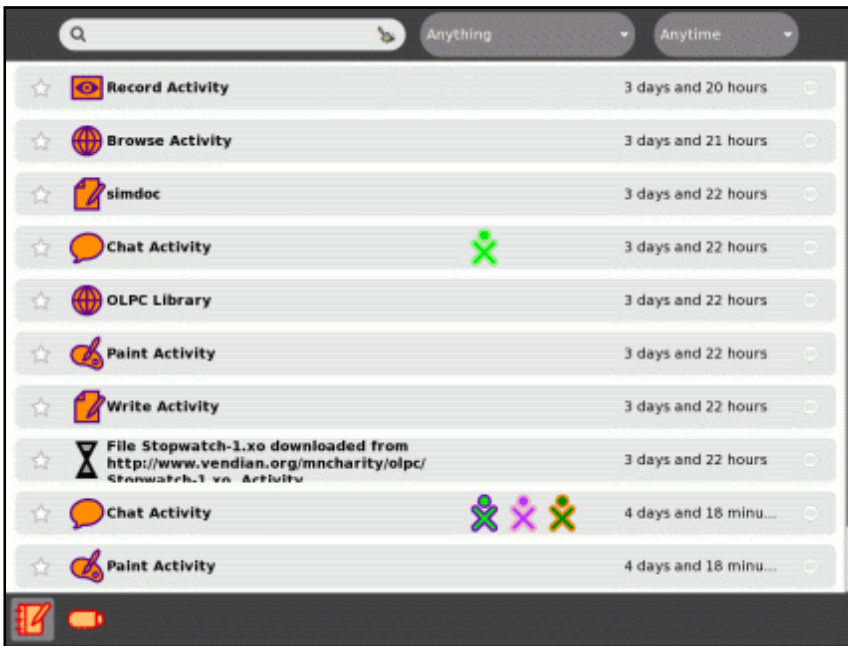 Anything Anytime
Record Activity 3 days and 20 hours
Browse Activity 3 days and 21 hours
simdoc 3 days and 22 hours
Chat Activity 3 days and 22 hours
OLPC Library 3 days and 22 hours
Paint Activity 3 days and 22 hours
Write Activity 3 days and 22 hours
File Stopwatch-1.xo downloaded from
http://www.vendian.org/mncharity/olpc/ 3 days and 22 hours
Stopwatch-1.xo. Activity
Chat Activity 4 days and 18 minu...
Paint Activity 4 days and 18 minu...